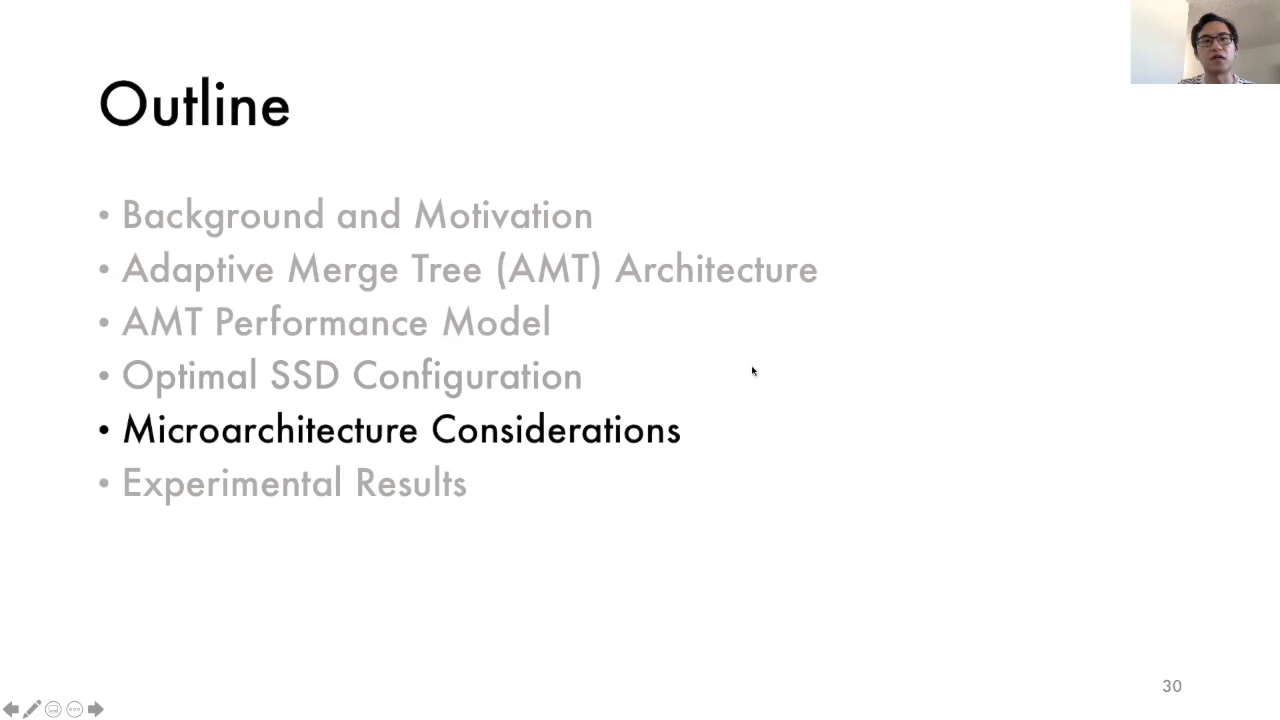 Outline
• Background and Motivation
• Adaptive Merge Tree (AMT) Architecture
• AMT Performance Model
• Optimal SSD Configuration
• Microarchitecture Considerations
• Experimental Results
30